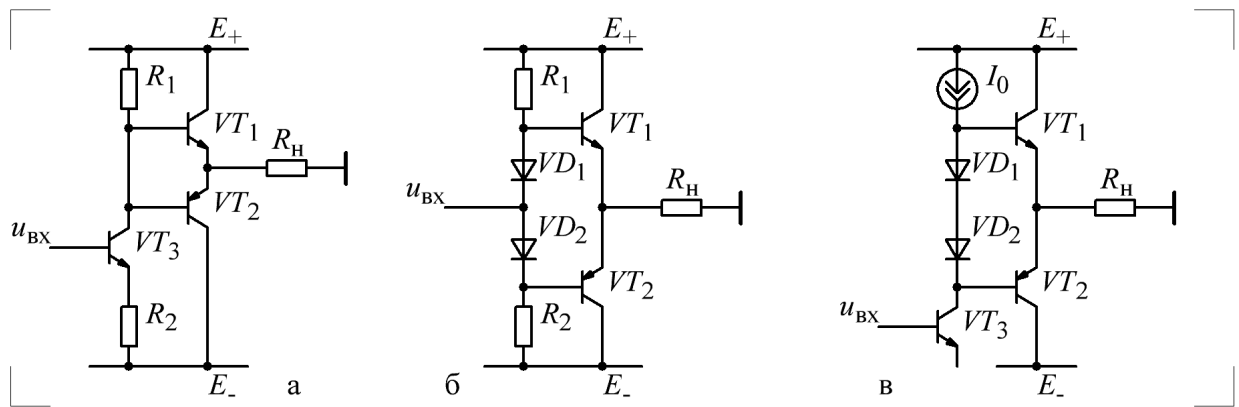 E₊
R₁
VT₁
Rн
VT₂
uвх
VT₃
R₂
E₋
а
E₊
R₁
VT₁
VD₁
Rн
uвх
VD₂
VT₂
R₂
E₋
б
E₊
I₀
VT₁
VD₁
Rн
VD₂
VT₂
uвх
VT₃
E₋
в